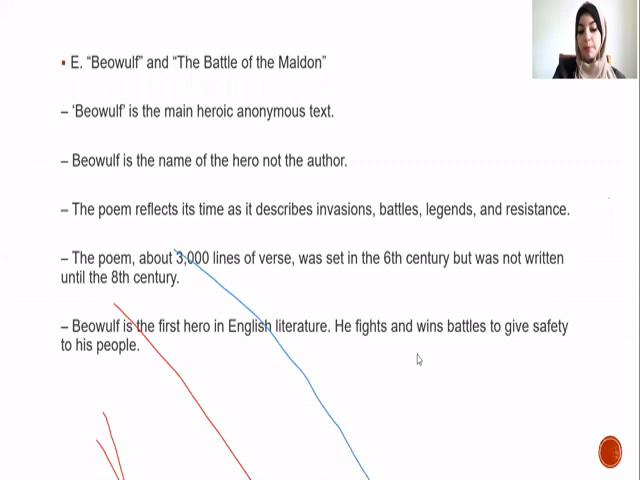 ▪ E. “Beowulf” and “The Battle of the Maldon”
– ‘Beowulf’ is the main heroic anonymous text.
– Beowulf is the name of the hero not the author.
– The poem reflects its time as it describes invasions, battles, legends, and resistance.
– The poem, about 3,000 lines of verse, was set in the 6th century but was not written
until the 8th century.
– Beowulf is the first hero in English literature. He fights and wins battles to give safety
to his people.